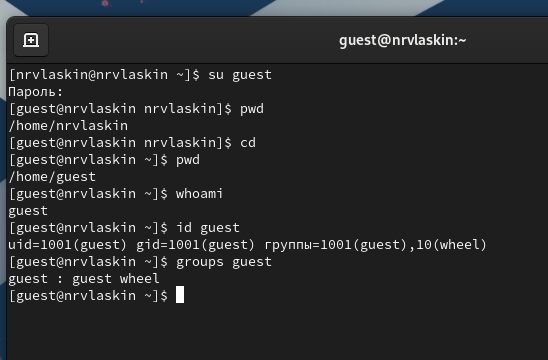 guest@nrvlaskin:~
[nrvlaskin@nrvlaskin ~]$ su guest
Пароль:
[guest@nrvlaskin nrvlaskin]$ pwd
/home/nrvlaskin
[guest@nrvlaskin nrvlaskin]$ cd
[guest@nrvlaskin ~]$ pwd
/home/guest
[guest@nrvlaskin ~]$ whoami
guest
[guest@nrvlaskin ~]$ id guest
uid=1001(guest) gid=1001(guest) группы=1001(guest),10(wheel)
[guest@nrvlaskin ~]$ groups guest
guest : guest wheel
[guest@nrvlaskin ~]$